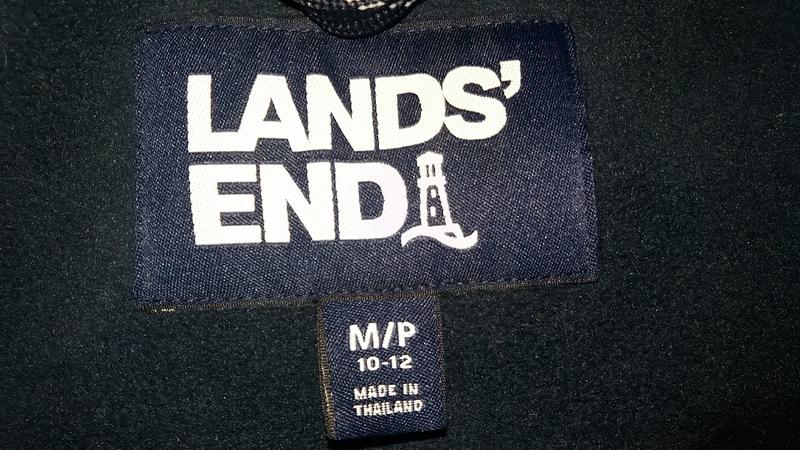 LANDS'
END
M/P
10-12
MADE IN
THAILAND